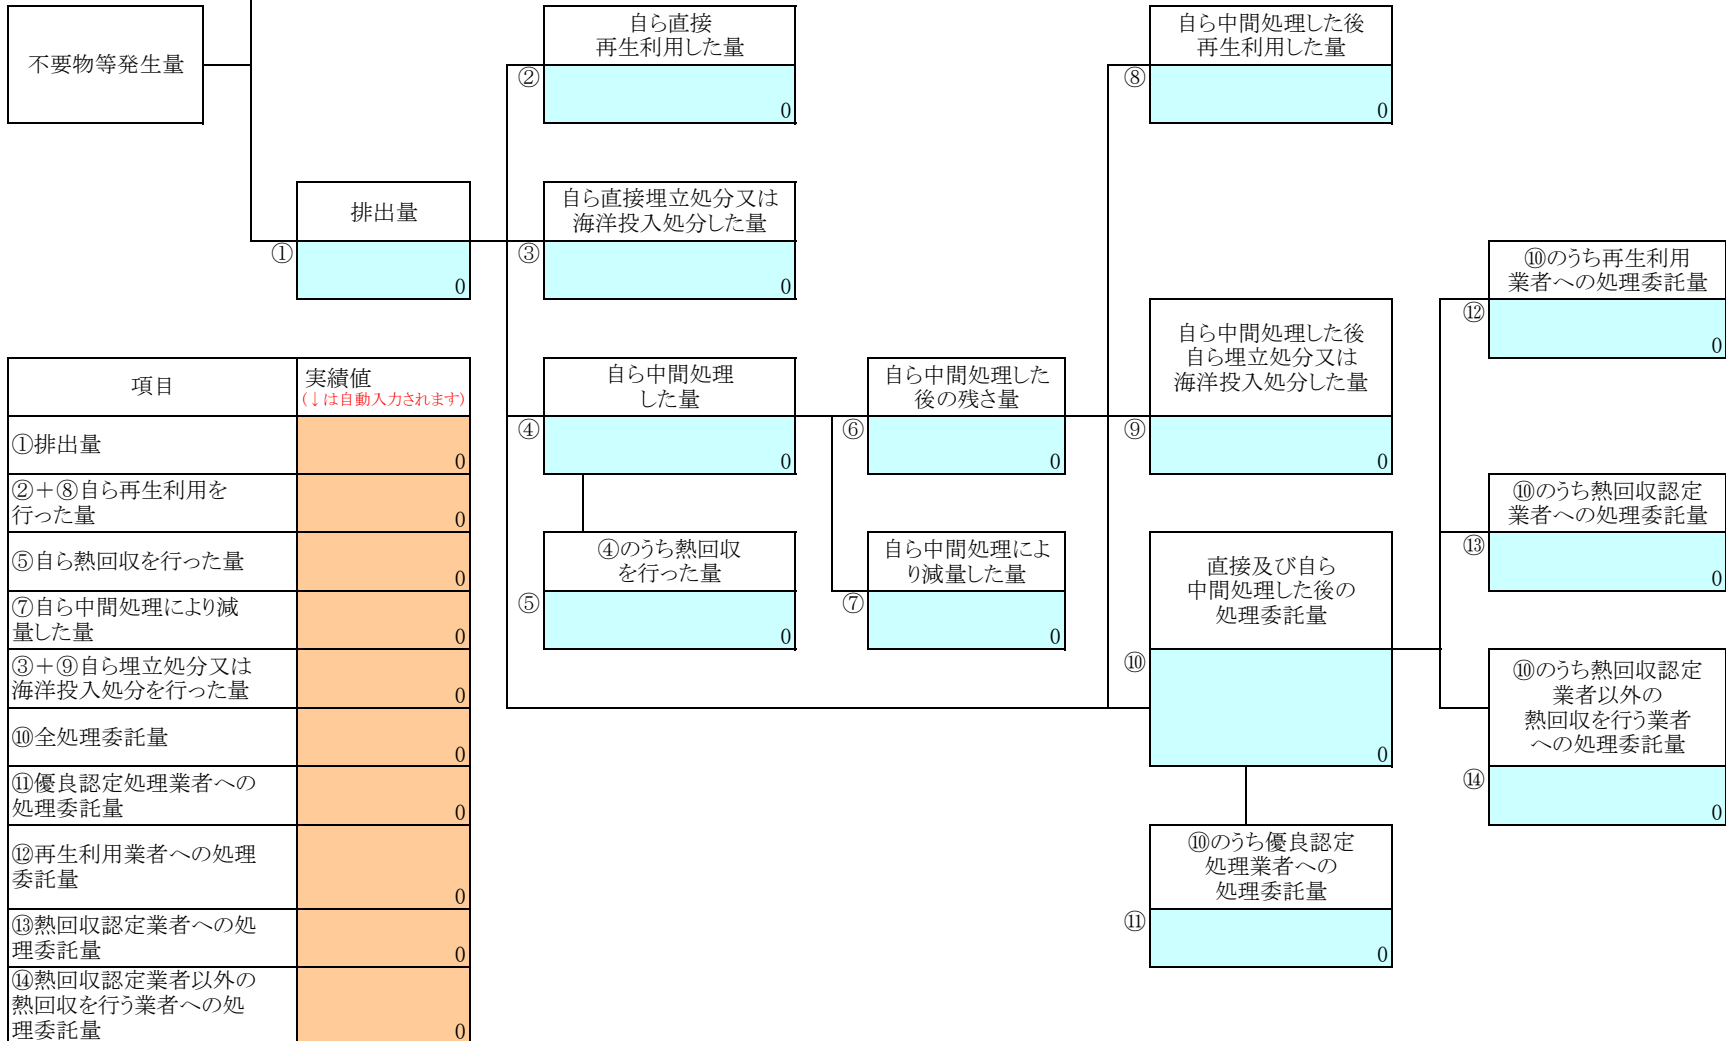 不要物等発生量
自ら直接
再生利用した量
②
0
自ら中間処理した後
再生利用した量
⑧
0
排出量
①
0
自ら直接埋立処分又は
海洋投入処分した量
③
0
⑩のうち再生利用
業者への処理委託量
⑫
0
自ら中間処理
した量
④
0
自ら中間処理した
後の残さ量
⑥
0
自ら中間処理した後
自ら埋立処分又は
海洋投入処分した量
⑨
0
⑩のうち熱回収認定
業者への処理委託量
⑬
0
④のうち熱回収
を行った量
⑤
0
自ら中間処理によ
り減量した量
⑦
0
直接及び自ら
中間処理した後の
処理委託量
⑩
0
⑩のうち熱回収認定
業者以外の
熱回収を行う業者
への処理委託量
⑭
0
⑩のうち優良認定
処理業者への
処理委託量
⑪
0
項目
実績値
(↓は自動入力されます)
①排出量
0
②＋⑧自ら再生利用を
行った量
0
⑤自ら熱回収を行った量
0
⑦自ら中間処理により減
量した量
0
③＋⑨自ら埋立処分又は
海洋投入処分を行った量
0
⑩全処理委託量
0
⑪優良認定処理業者への
処理委託量
0
⑫再生利用業者への処理
委託量
0
⑬熱回収認定業者への処
理委託量
0
⑭熱回収認定業者以外の
熱回収を行う業者への処
理委託量
0